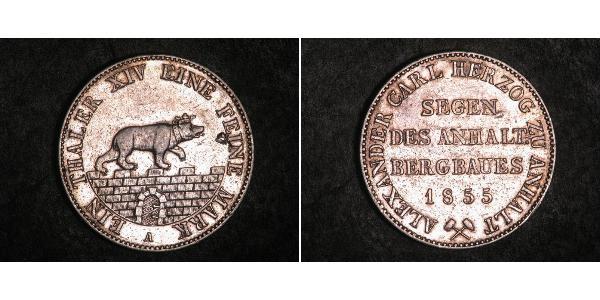 EIN THALER XIV EINE FEINE MARK
A
ALEXANDER CARL HERZOG ZU ANHALT
SEGEN
DES ANHALT
BERGBAUES
1855